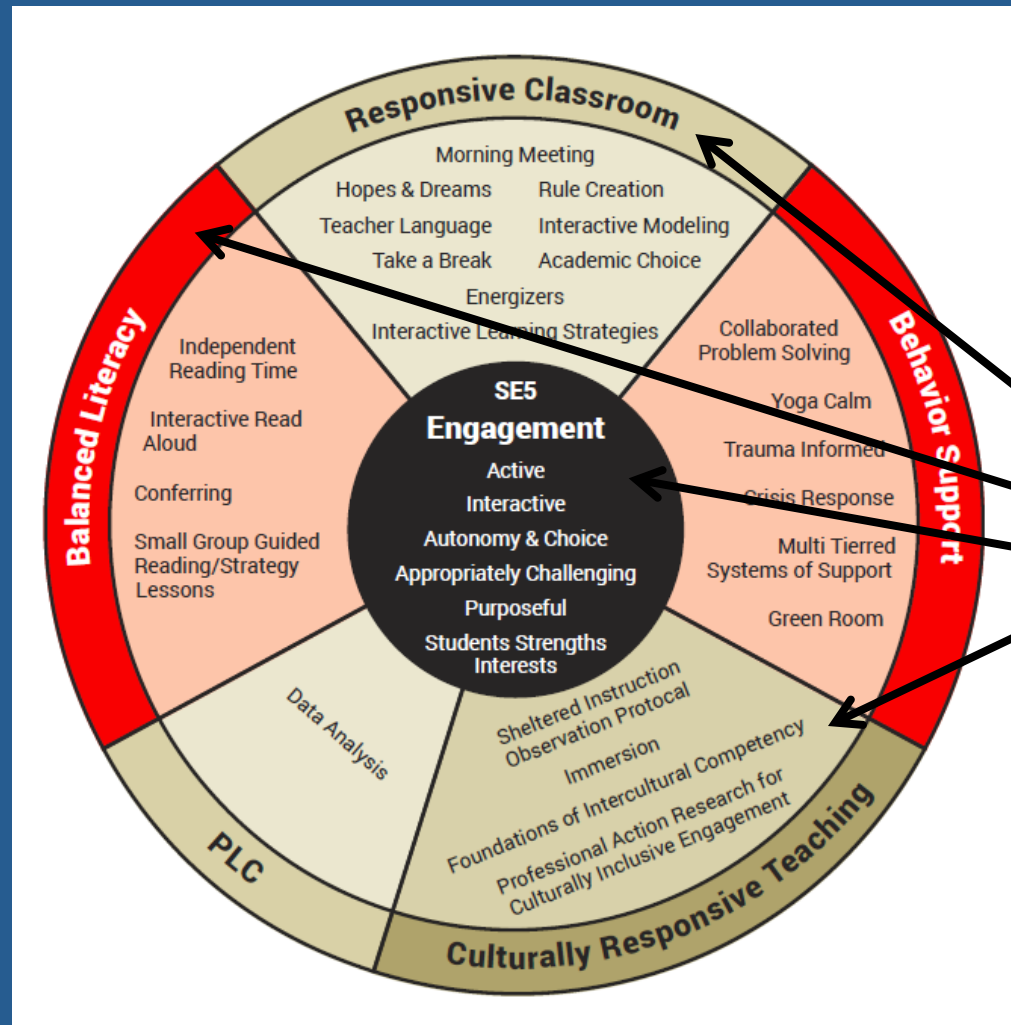 Responsive Classroom
Morning Meeting
Hopes & Dreams
Rule Creation
Teacher Language
Interactive Modeling
Take a Break
Academic Choice
Energizers
Interactive Learning Strategies
Behavior Support
Collaborated
Problem Solving
Yoga Calm
Trauma Informed
Crisis Response
Multi Tierred
Systems of Support
Green Room
Culturally Responsive Teaching
Sheltered Instruction
Observation Protocal
Immersion
Foundations of Intercultural Competency
Professional Action Research for
Culturally Inclusive Engagement
PLC
Data Analysis
Balanced Literacy
Independent
Reading Time
Interactive Read
Aloud
Conferring
Small Group Guided
Reading/Strategy
Lessons
SE5
Engagement
Active
Interactive
Autonomy & Choice
Appropriately Challenging
Purposeful
Students Strengths
Interests